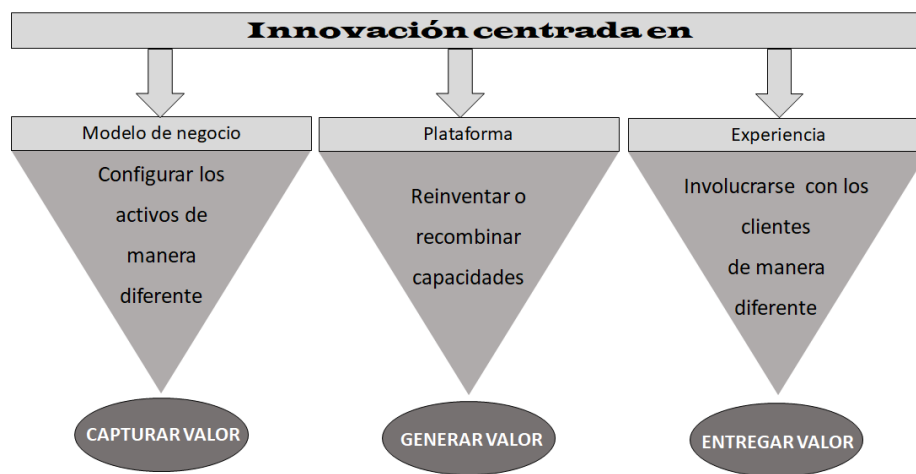 Innovación centrada en
Modelo de negocio
Configurar los
activos de
manera
diferente
CAPTURAR VALOR
Plataforma
Reinventar o
recombinar
capacidades
GENERAR VALOR
Experiencia
Involucrarse con los
clientes
de manera
diferente
ENTREGAR VALOR